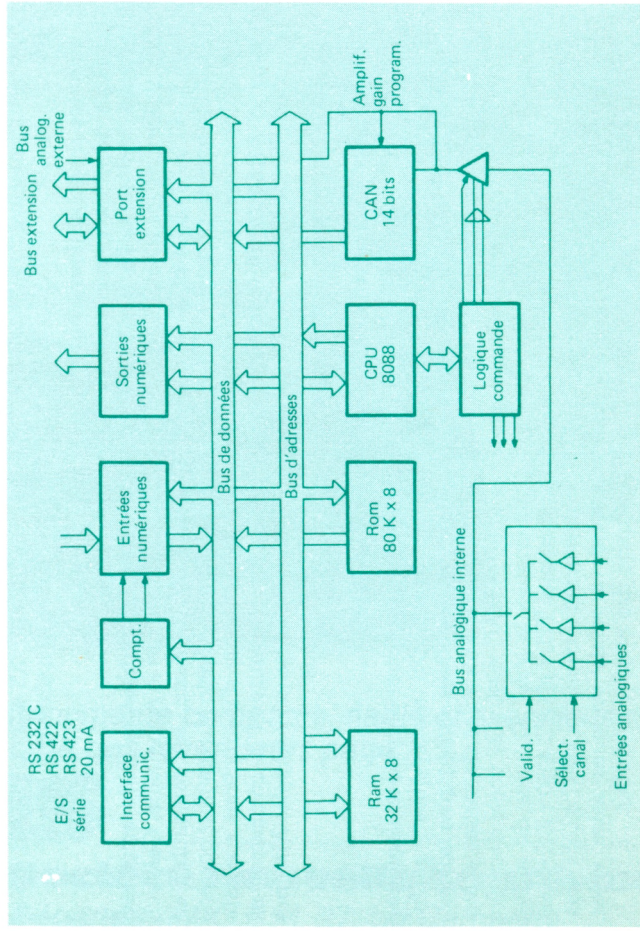 RS 232 C
RS 422
RS 423
20 mA
E/S
série
Interface
communic.
Compt.
Entrées
numériques
Sorties
numériques
Bus extension
Bus
analog.
externe
Port
extension
Bus de données
Bus d'adresses
Ram
32 K x 8
Rom
80 K x 8
CPU
8088
CAN
14 bits
Amplif.
gain
program.
Logique
commande
Bus analogique interne
Valid.
Sélect.
canal
Entrées analogiques